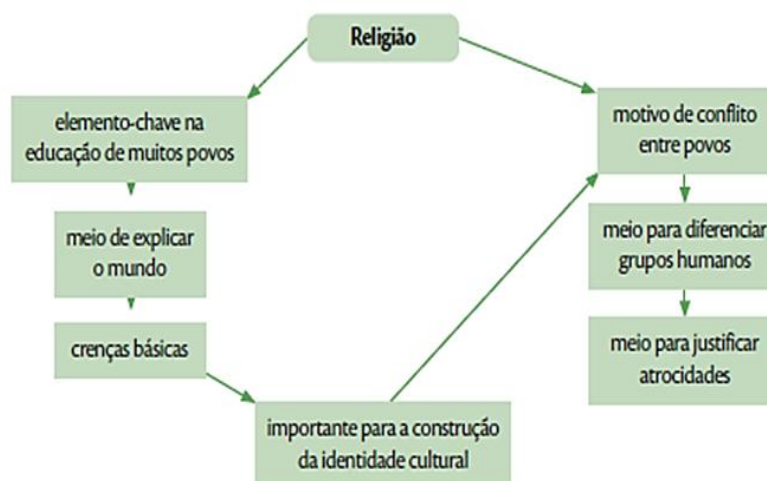 Religião
elemento-chave na
educação de muitos povos
meio de explicar
o mundo
crenças básicas
importante para a construção
da identidade cultural
motivo de conflito
entre povos
meio para diferenciar
grupos humanos
meio para justificar
atrocidades